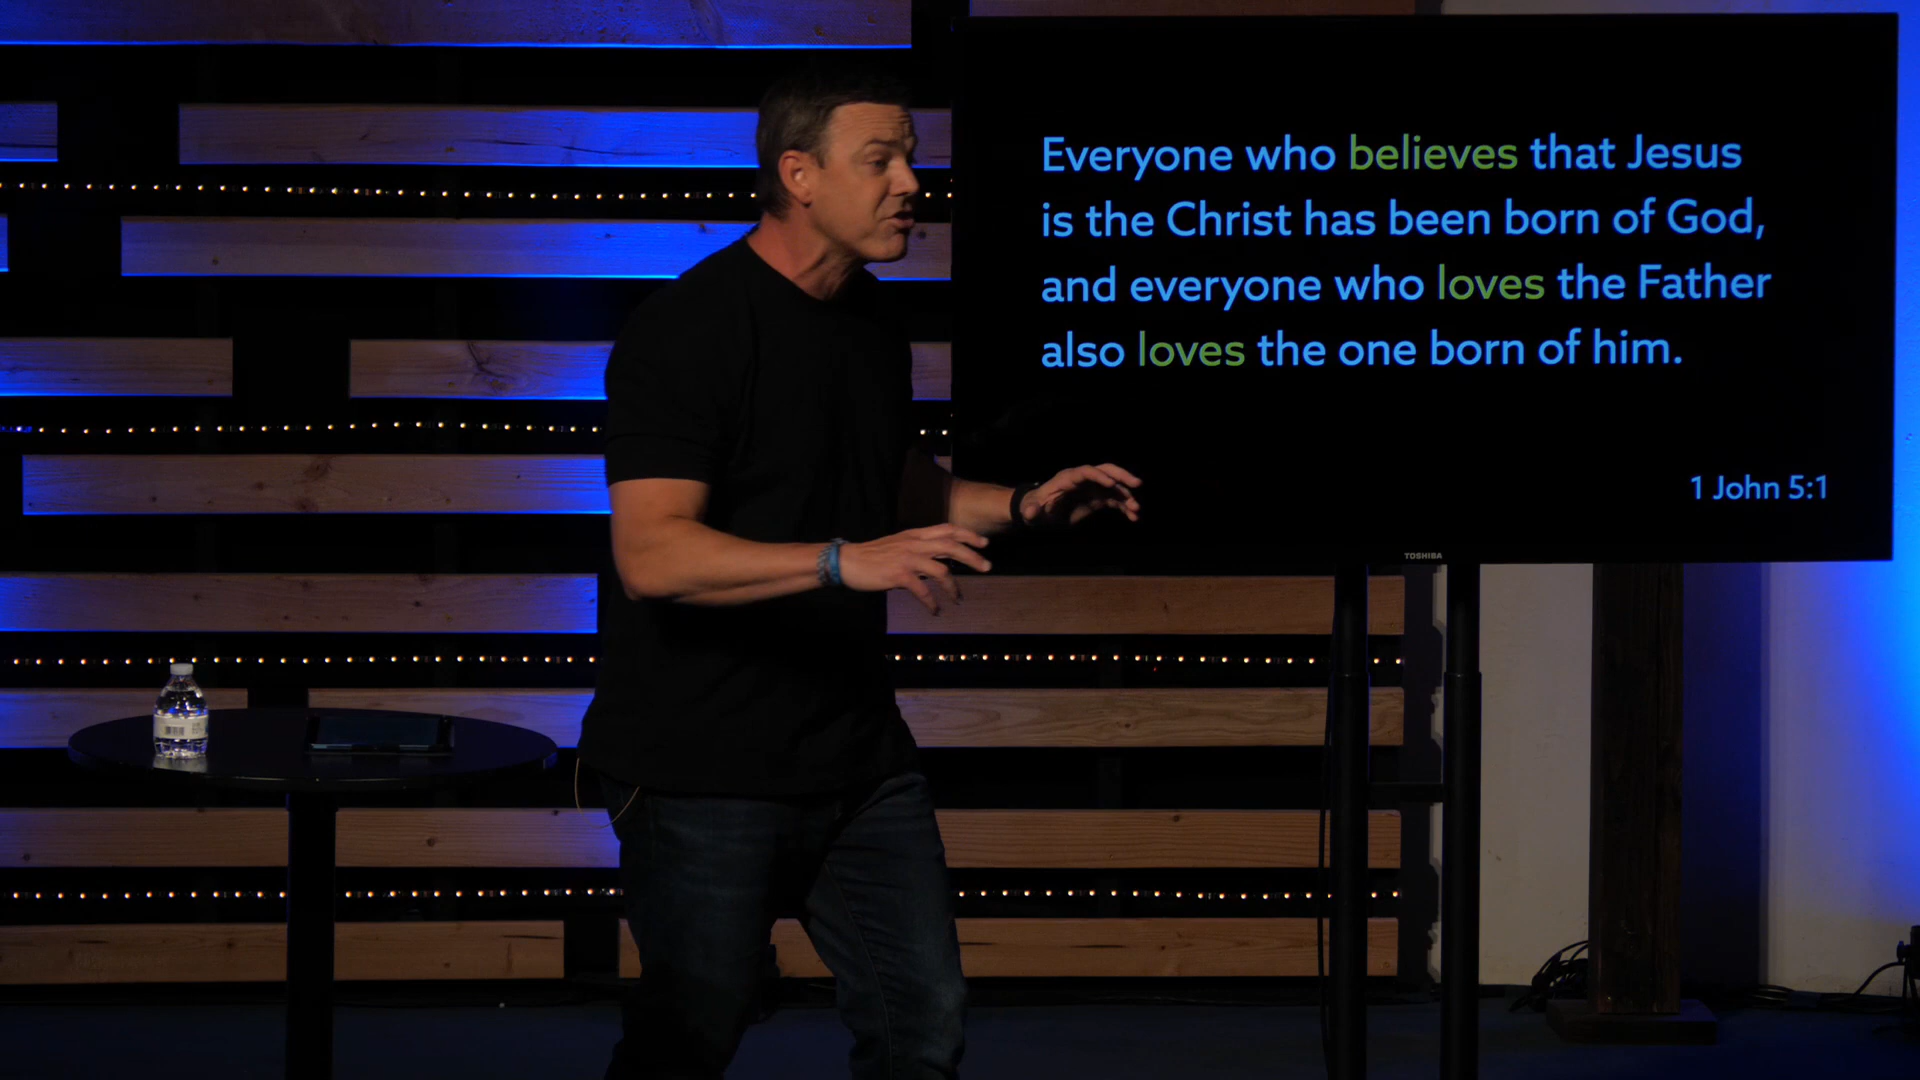 Everyone who believes that Jesus
is the Christ has been born of God,
and everyone who loves the Father
also loves the one born of him.
1 John 5:1
TOSHIBA